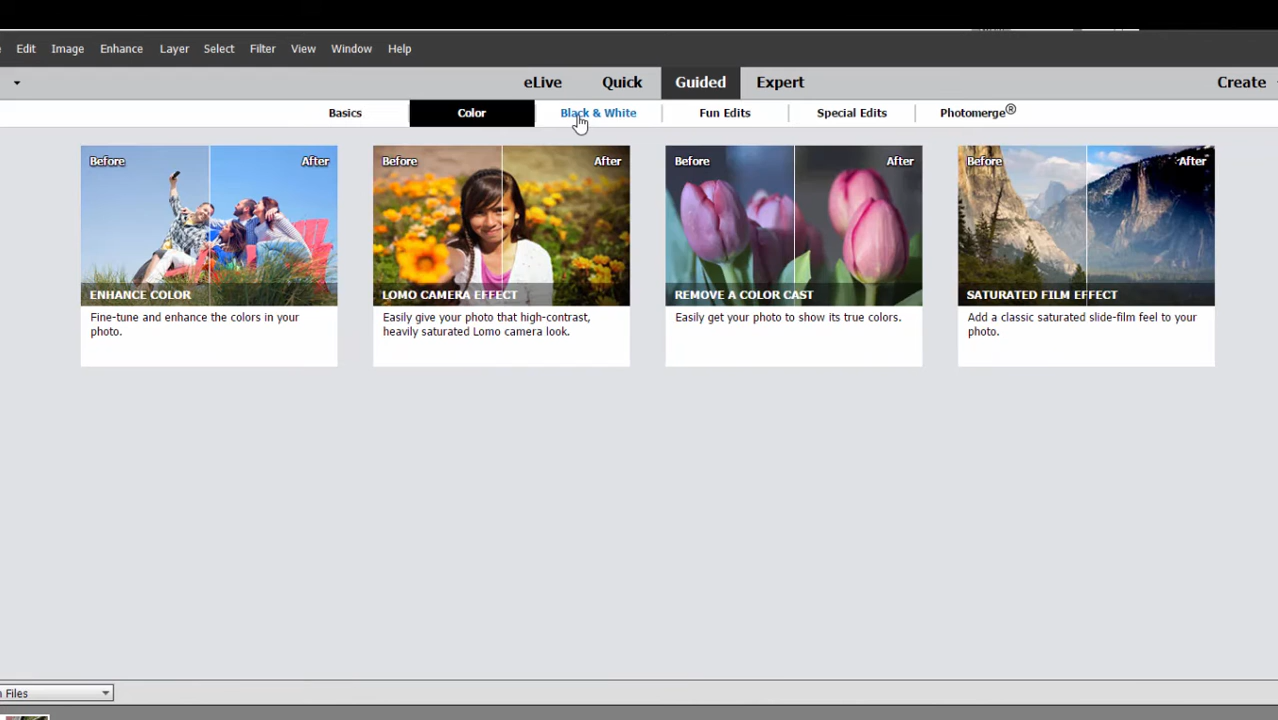 Edit Image Enhance Layer Select Filter View Window Help
eLive Quick Guided Expert Create
Basics Color Black & White Fun Edits Special Edits Photomerge®
Before After Before After Before After Before After
ENHANCE COLOR LOMO CAMERA EFFECT REMOVE A COLOR CAST SATURATED FILM EFFECT
Fine-tune and enhance the colors in your
photo.
Easily give your photo that high-contrast,
heavily saturated Lomo camera look.
Easily get your photo to show its true colors.
Add a classic saturated slide-film feel to your
photo.
Files